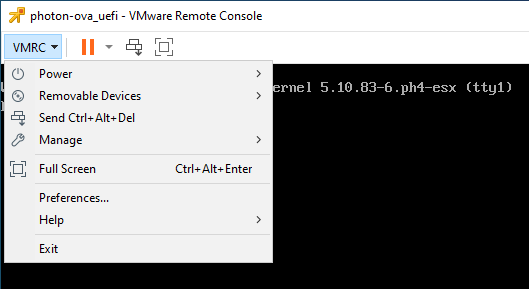 photon-ova_uefi - VMware Remote Console
VMRC
ernel 5.10.83-6.ph4-esx (tty1)
Power
Removable Devices
Send Ctrl+Alt+Del
Manage
Full Screen Ctrl+Alt+Enter
Preferences...
Help
Exit